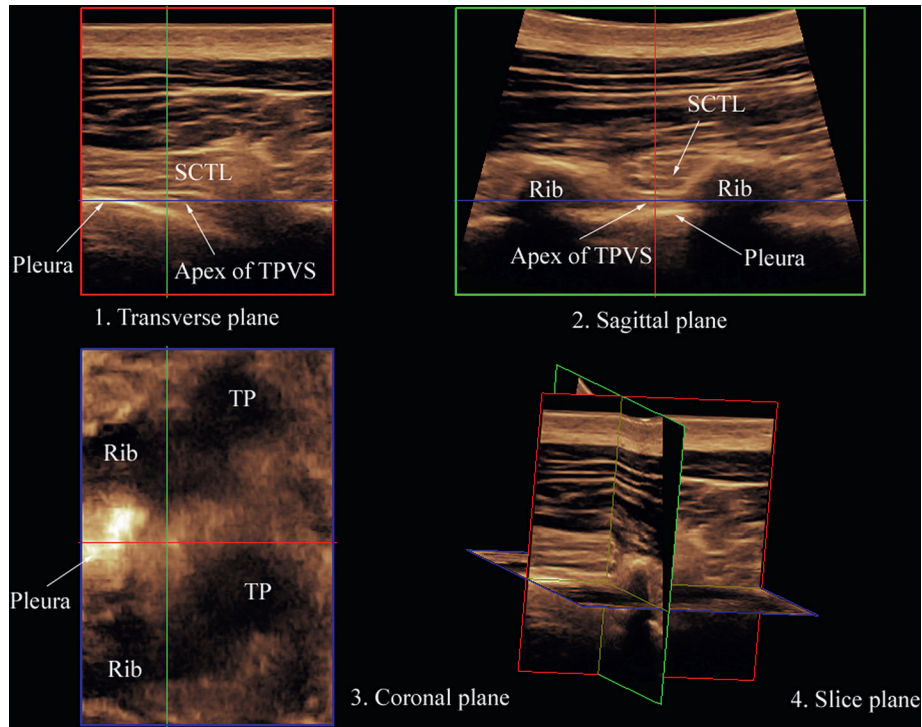 SCTL
Pleura
Apex of TPVS
1. Transverse plane
SCTL
Rib
Rib
Apex of TPVS
Pleura
2. Sagittal plane
TP
Rib
Pleura
TP
Rib
3. Coronal plane
4. Slice plane